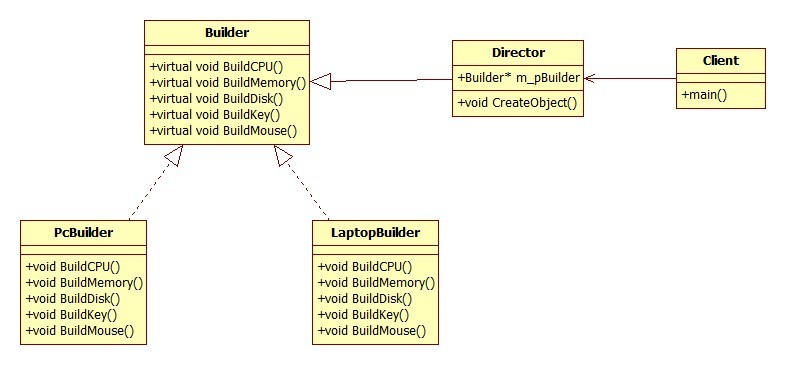 Builder
+virtual void BuildCPU()
+virtual void BuildMemory()
+virtual void BuildDisk()
+virtual void BuildKey()
+virtual void BuildMouse()
Director
+Builder* m_pBuilder
+void CreateObject()
Client
+main()
PcBuilder
+void BuildCPU()
+void BuildMemory()
+void BuildDisk()
+void BuildKey()
+void BuildMouse()
LaptopBuilder
+void BuildCPU()
+void BuildMemory()
+void BuildDisk()
+void BuildKey()
+void BuildMouse()